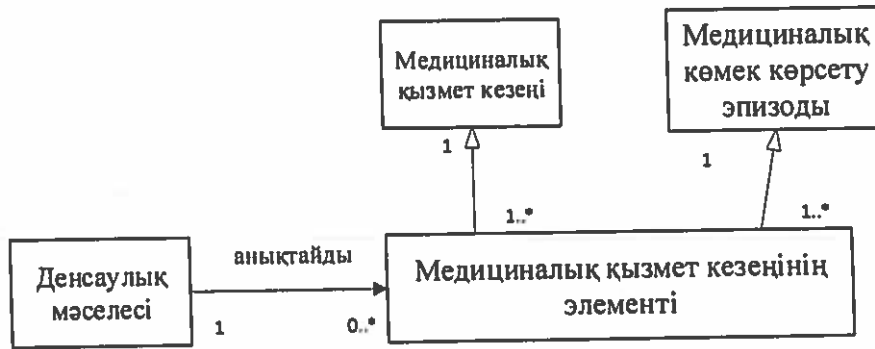 Медициналық
қызмет кезеңі
Медициналық
көмек көрсету
эпизоды
1
1
1..*
1..*
анықтайды
Денсаулық
мәселесі
1
0..*
Медициналық қызмет кезеңінің
элементі